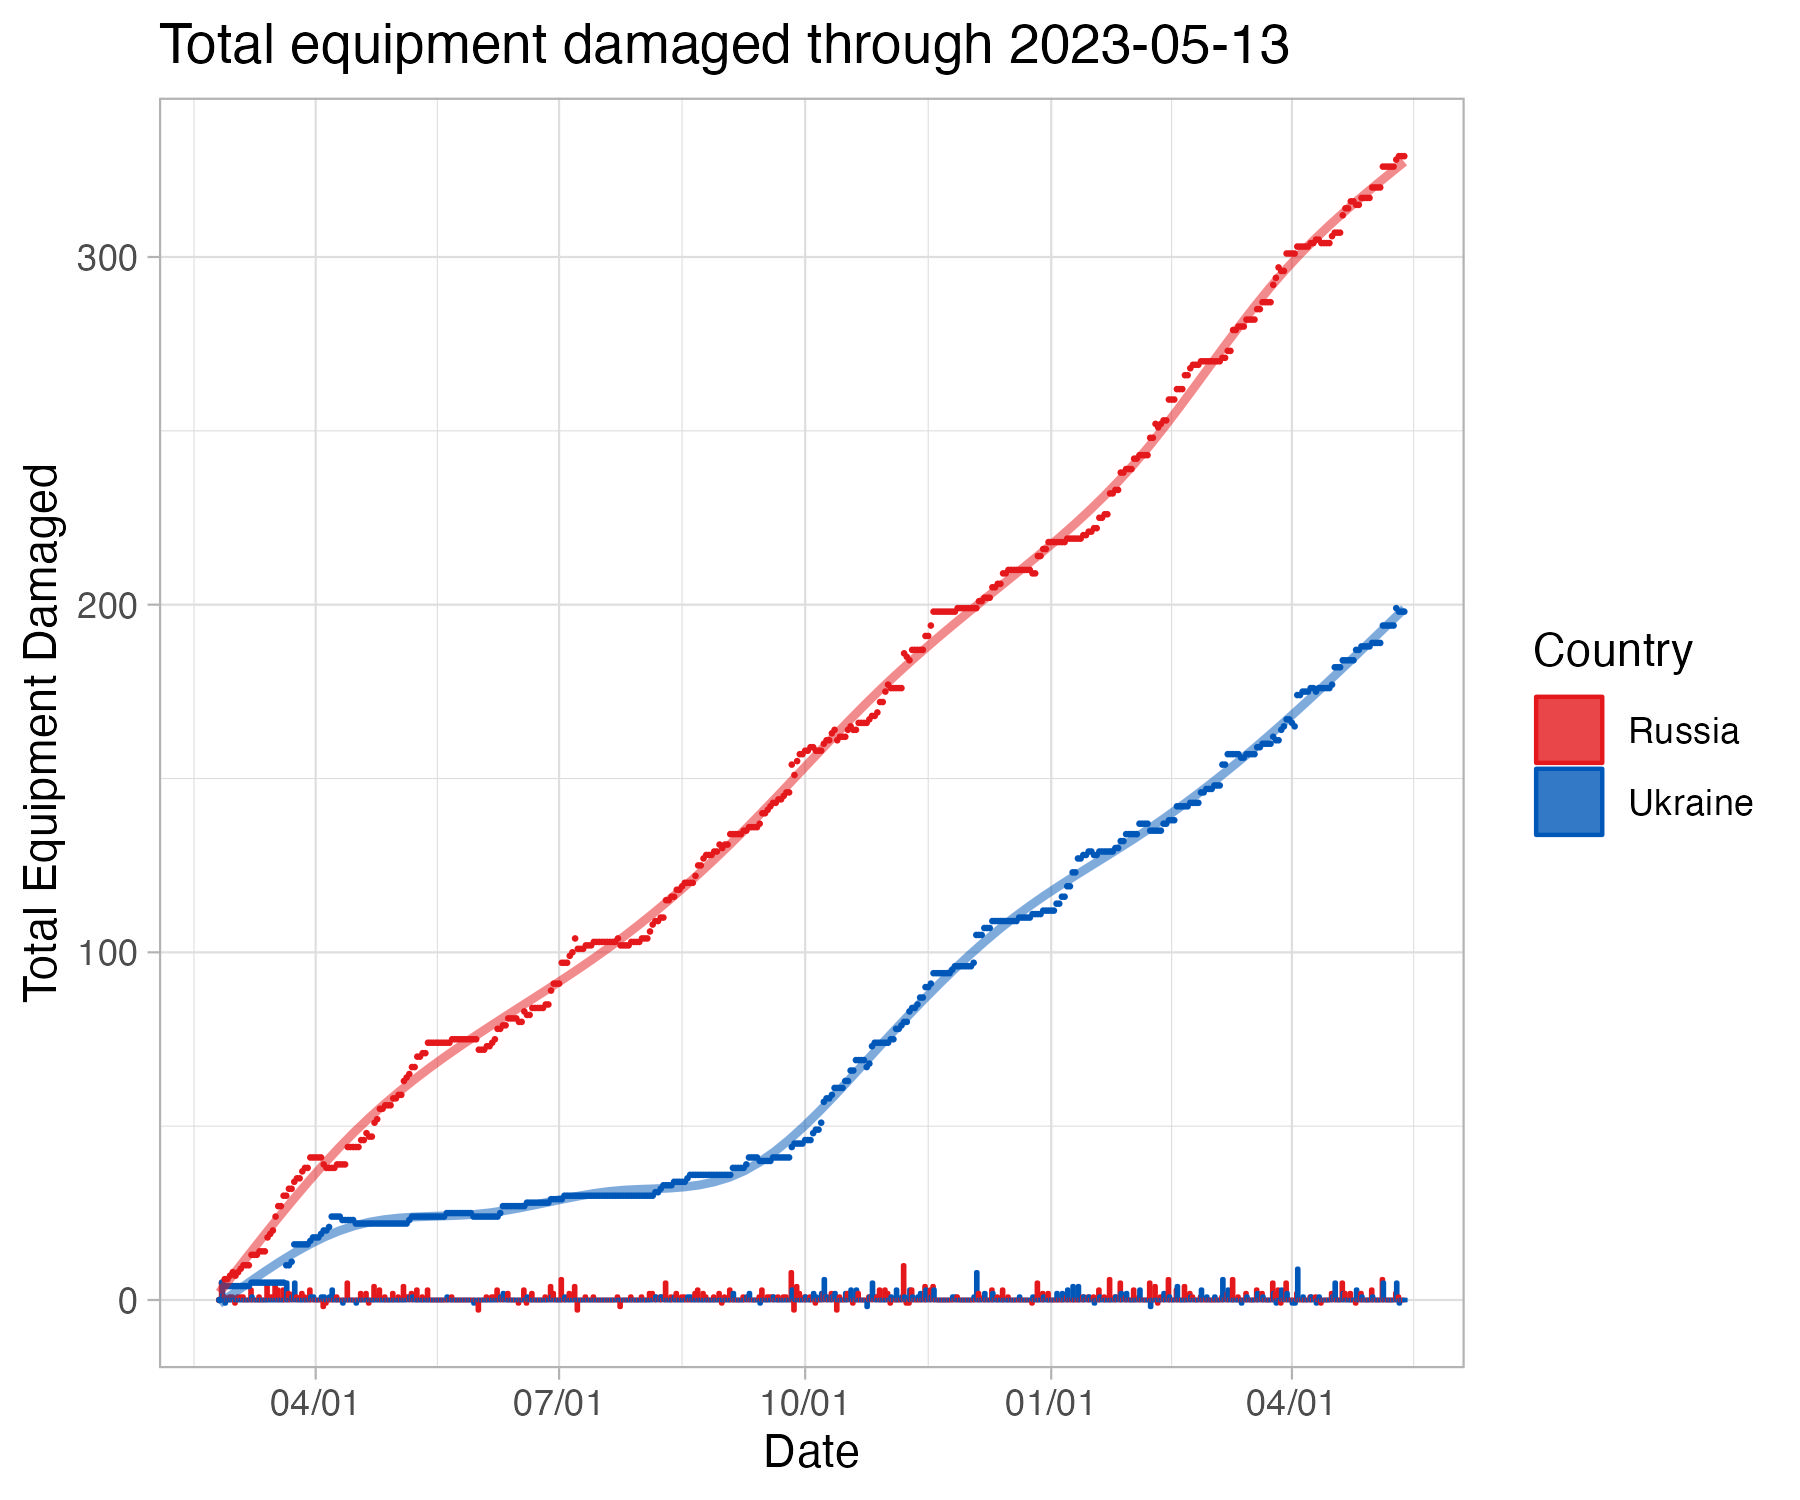 Total equipment damaged through 2023-05-13
Total Equipment Damaged
300
200
100
0
04/01
07/01
10/01
01/01
04/01
Date
Country
Russia
Ukraine